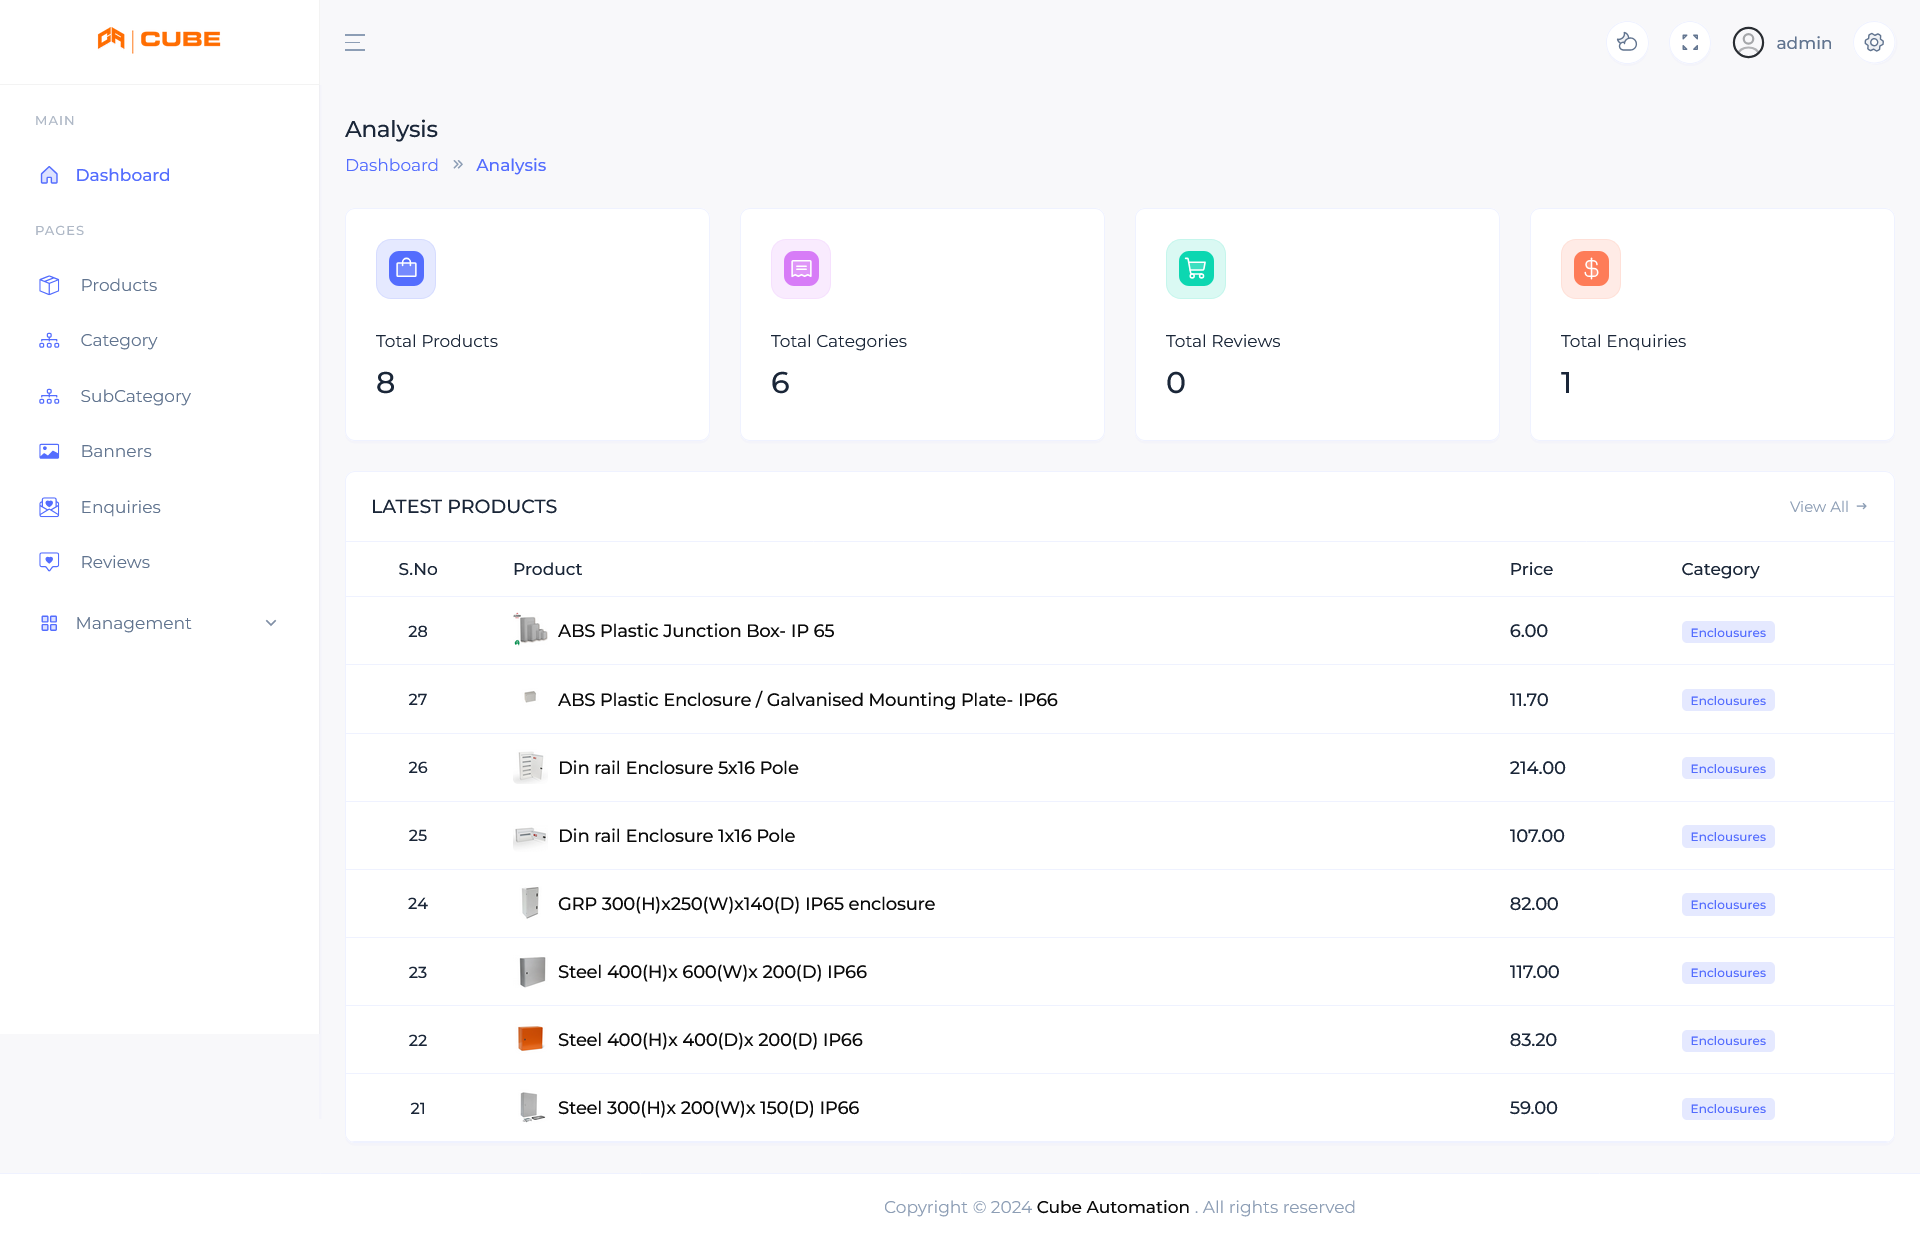 CUBE
admin
MAIN
Dashboard
PAGES
Products
Category
SubCategory
Banners
Enquiries
Reviews
Management
Analysis
Dashboard » Analysis
Total Products
8
Total Categories
6
Total Reviews
0
Total Enquiries
1
LATEST PRODUCTS
View All →
S.No Product Price Category
28 ABS Plastic Junction Box- IP 65 6.00 Enclousures
27 ABS Plastic Enclosure / Galvanised Mounting Plate- IP66 11.70 Enclousures
26 Din rail Enclosure 5x16 Pole 214.00 Enclousures
25 Din rail Enclosure 1x16 Pole 107.00 Enclousures
24 GRP 300(H)x250(W)x140(D) IP65 enclosure 82.00 Enclousures
23 Steel 400(H)x 600(W)x 200(D) IP66 117.00 Enclousures
22 Steel 400(H)x 400(D)x 200(D) IP66 83.20 Enclousures
21 Steel 300(H)x 200(W)x 150(D) IP66 59.00 Enclousures
Copyright © 2024 Cube Automation . All rights reserved